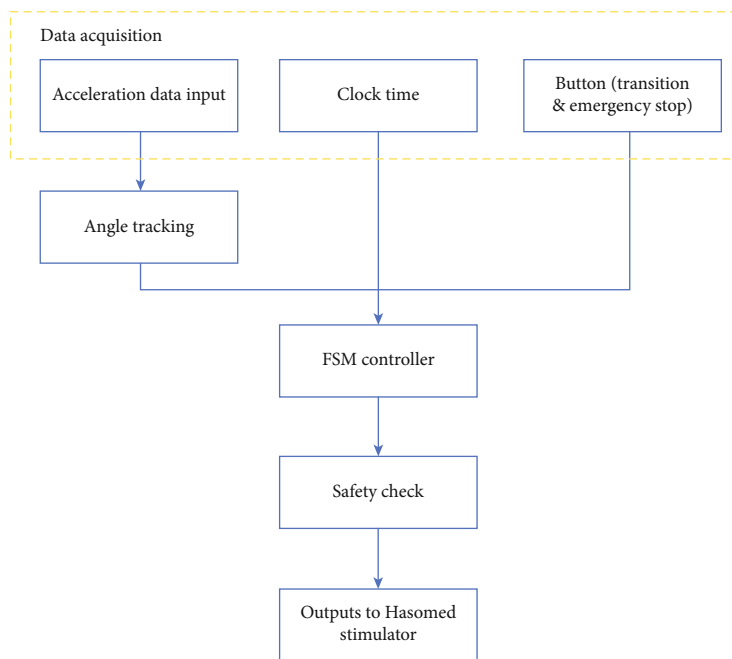 Data acquisition
Acceleration data input
Clock time
Button (transition
& emergency stop)
Angle tracking
FSM controller
Safety check
Outputs to Hasomed
stimulator